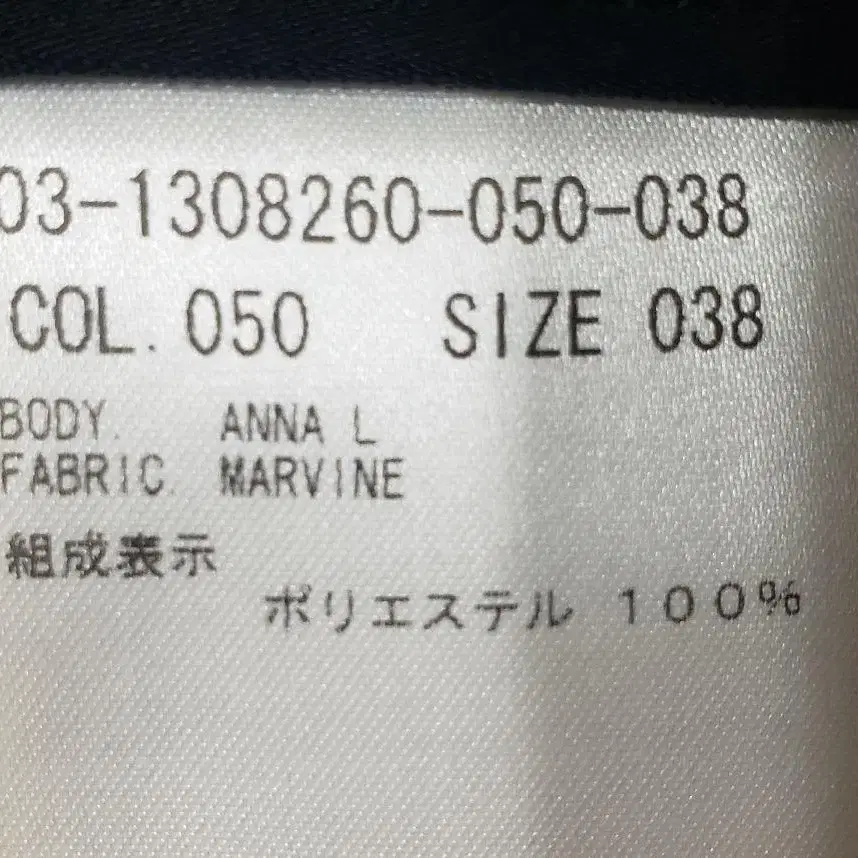 03-1308260-050-038
COL. 050 SIZE 038
BODY. ANNA L
FABRIC. MARVINE
組成表示
ポリエステル 100%